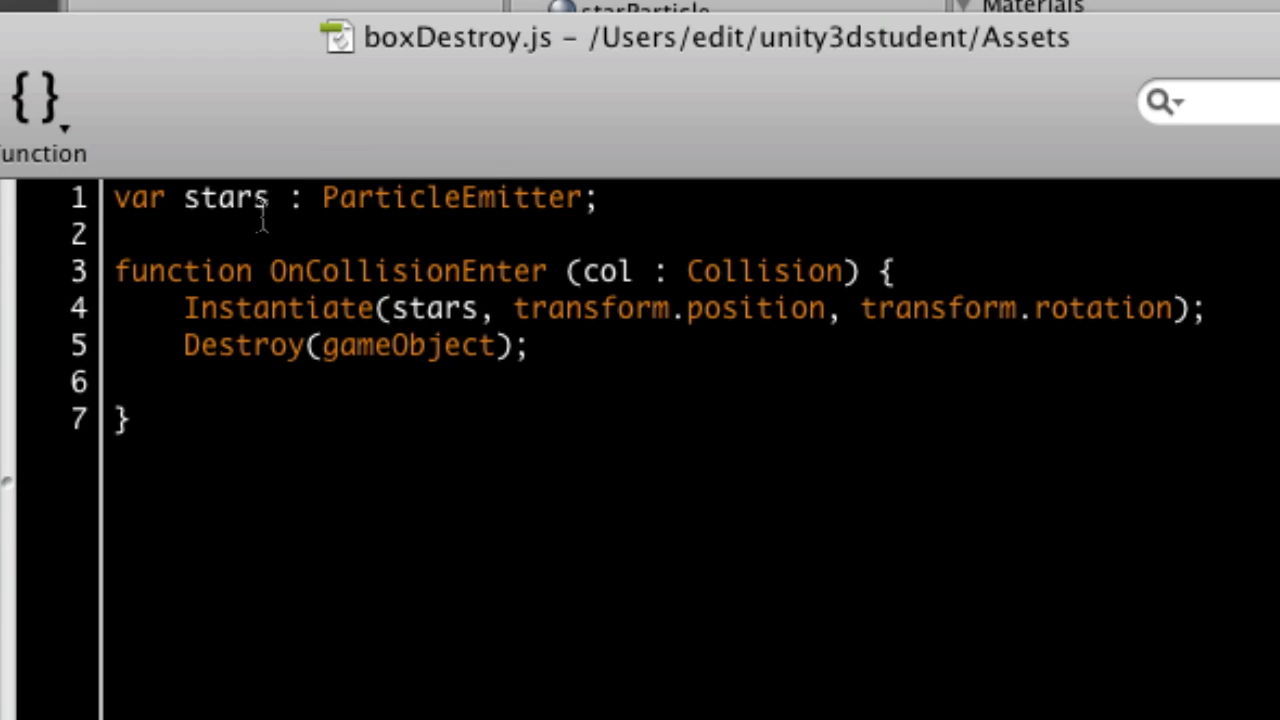 starParticle
Materials
boxDestroy.js – /Users/edit/unity3dstudent/Assets
{}
unction
1 var stars : ParticleEmitter;
2
3 function OnCollisionEnter (col : Collision) {
4 Instantiate(stars, transform.position, transform.rotation);
5 Destroy(gameObject);
6
7 }